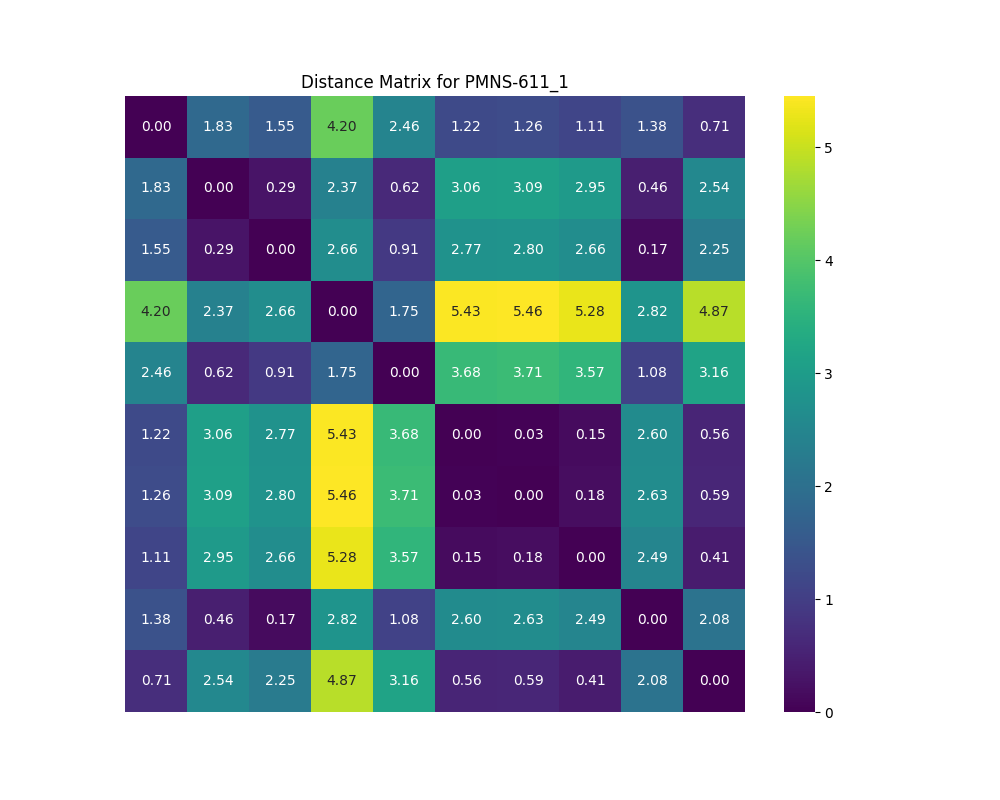 Distance Matrix for PMNS-611_1
0.00 1.83 1.55 4.20 2.46 1.22 1.26 1.11 1.38 0.71
1.83 0.00 0.29 2.37 0.62 3.06 3.09 2.95 0.46 2.54
1.55 0.29 0.00 2.66 0.91 2.77 2.80 2.66 0.17 2.25
4.20 2.37 2.66 0.00 1.75 5.43 5.46 5.28 2.82 4.87
2.46 0.62 0.91 1.75 0.00 3.68 3.71 3.57 1.08 3.16
1.22 3.06 2.77 5.43 3.68 0.00 0.03 0.15 2.60 0.56
1.26 3.09 2.80 5.46 3.71 0.03 0.00 0.18 2.63 0.59
1.11 2.95 2.66 5.28 3.57 0.15 0.18 0.00 2.49 0.41
1.38 0.46 0.17 2.82 1.08 2.60 2.63 2.49 0.00 2.08
0.71 2.54 2.25 4.87 3.16 0.56 0.59 0.41 2.08 0.00
5
4
3
2
1
0